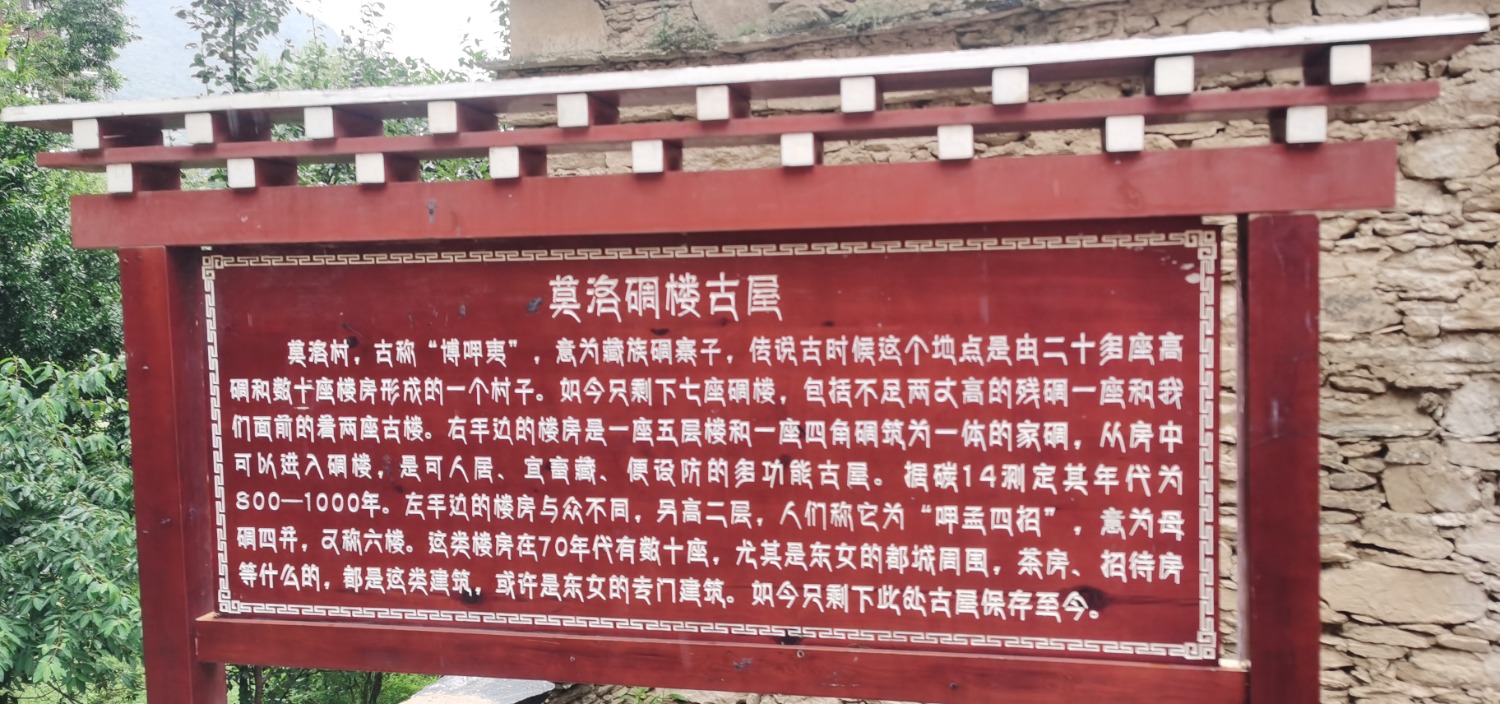 莫洛碉楼古屋
莫洛村，古称“博呷夷”，意为藏族碉寨子，传说古时候这个地点是由二十多座高
碉和数十座楼房形成的一个村子。如今只剩下七座碉楼，包括不足两丈高的残碉一座和我
们面前的着两座古楼。右手边的楼房是一座五层楼和一座四角碉筑为一体的家碉，从房中
可以进入碉楼，是可人居、宜畜藏、便设防的多功能古屋。据碳14测定其年代为
800—1000年。左手边的楼房与众不同，另高二层，人们称它为“呷孟四招”，意为母
碉四井，又称六楼。这类楼房在70年代有数十座，尤其是东女的都城周围，茶房、招待房
等什么的，都是这类建筑，或许是东女的专门建筑。如今只剩下此处古屋保存至今。